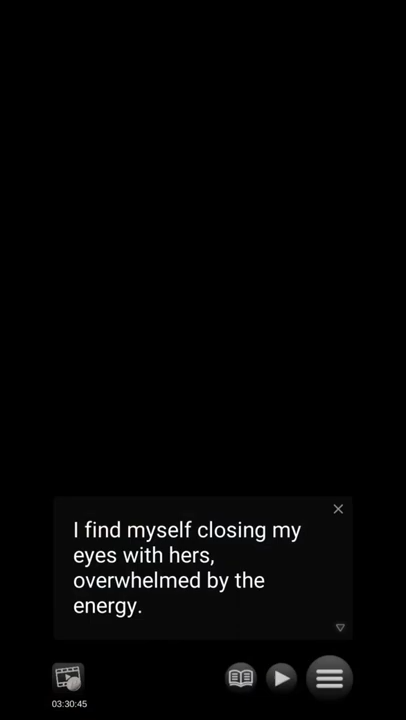 I find myself closing my
eyes with hers,
overwhelmed by the
energy.
03:30:45